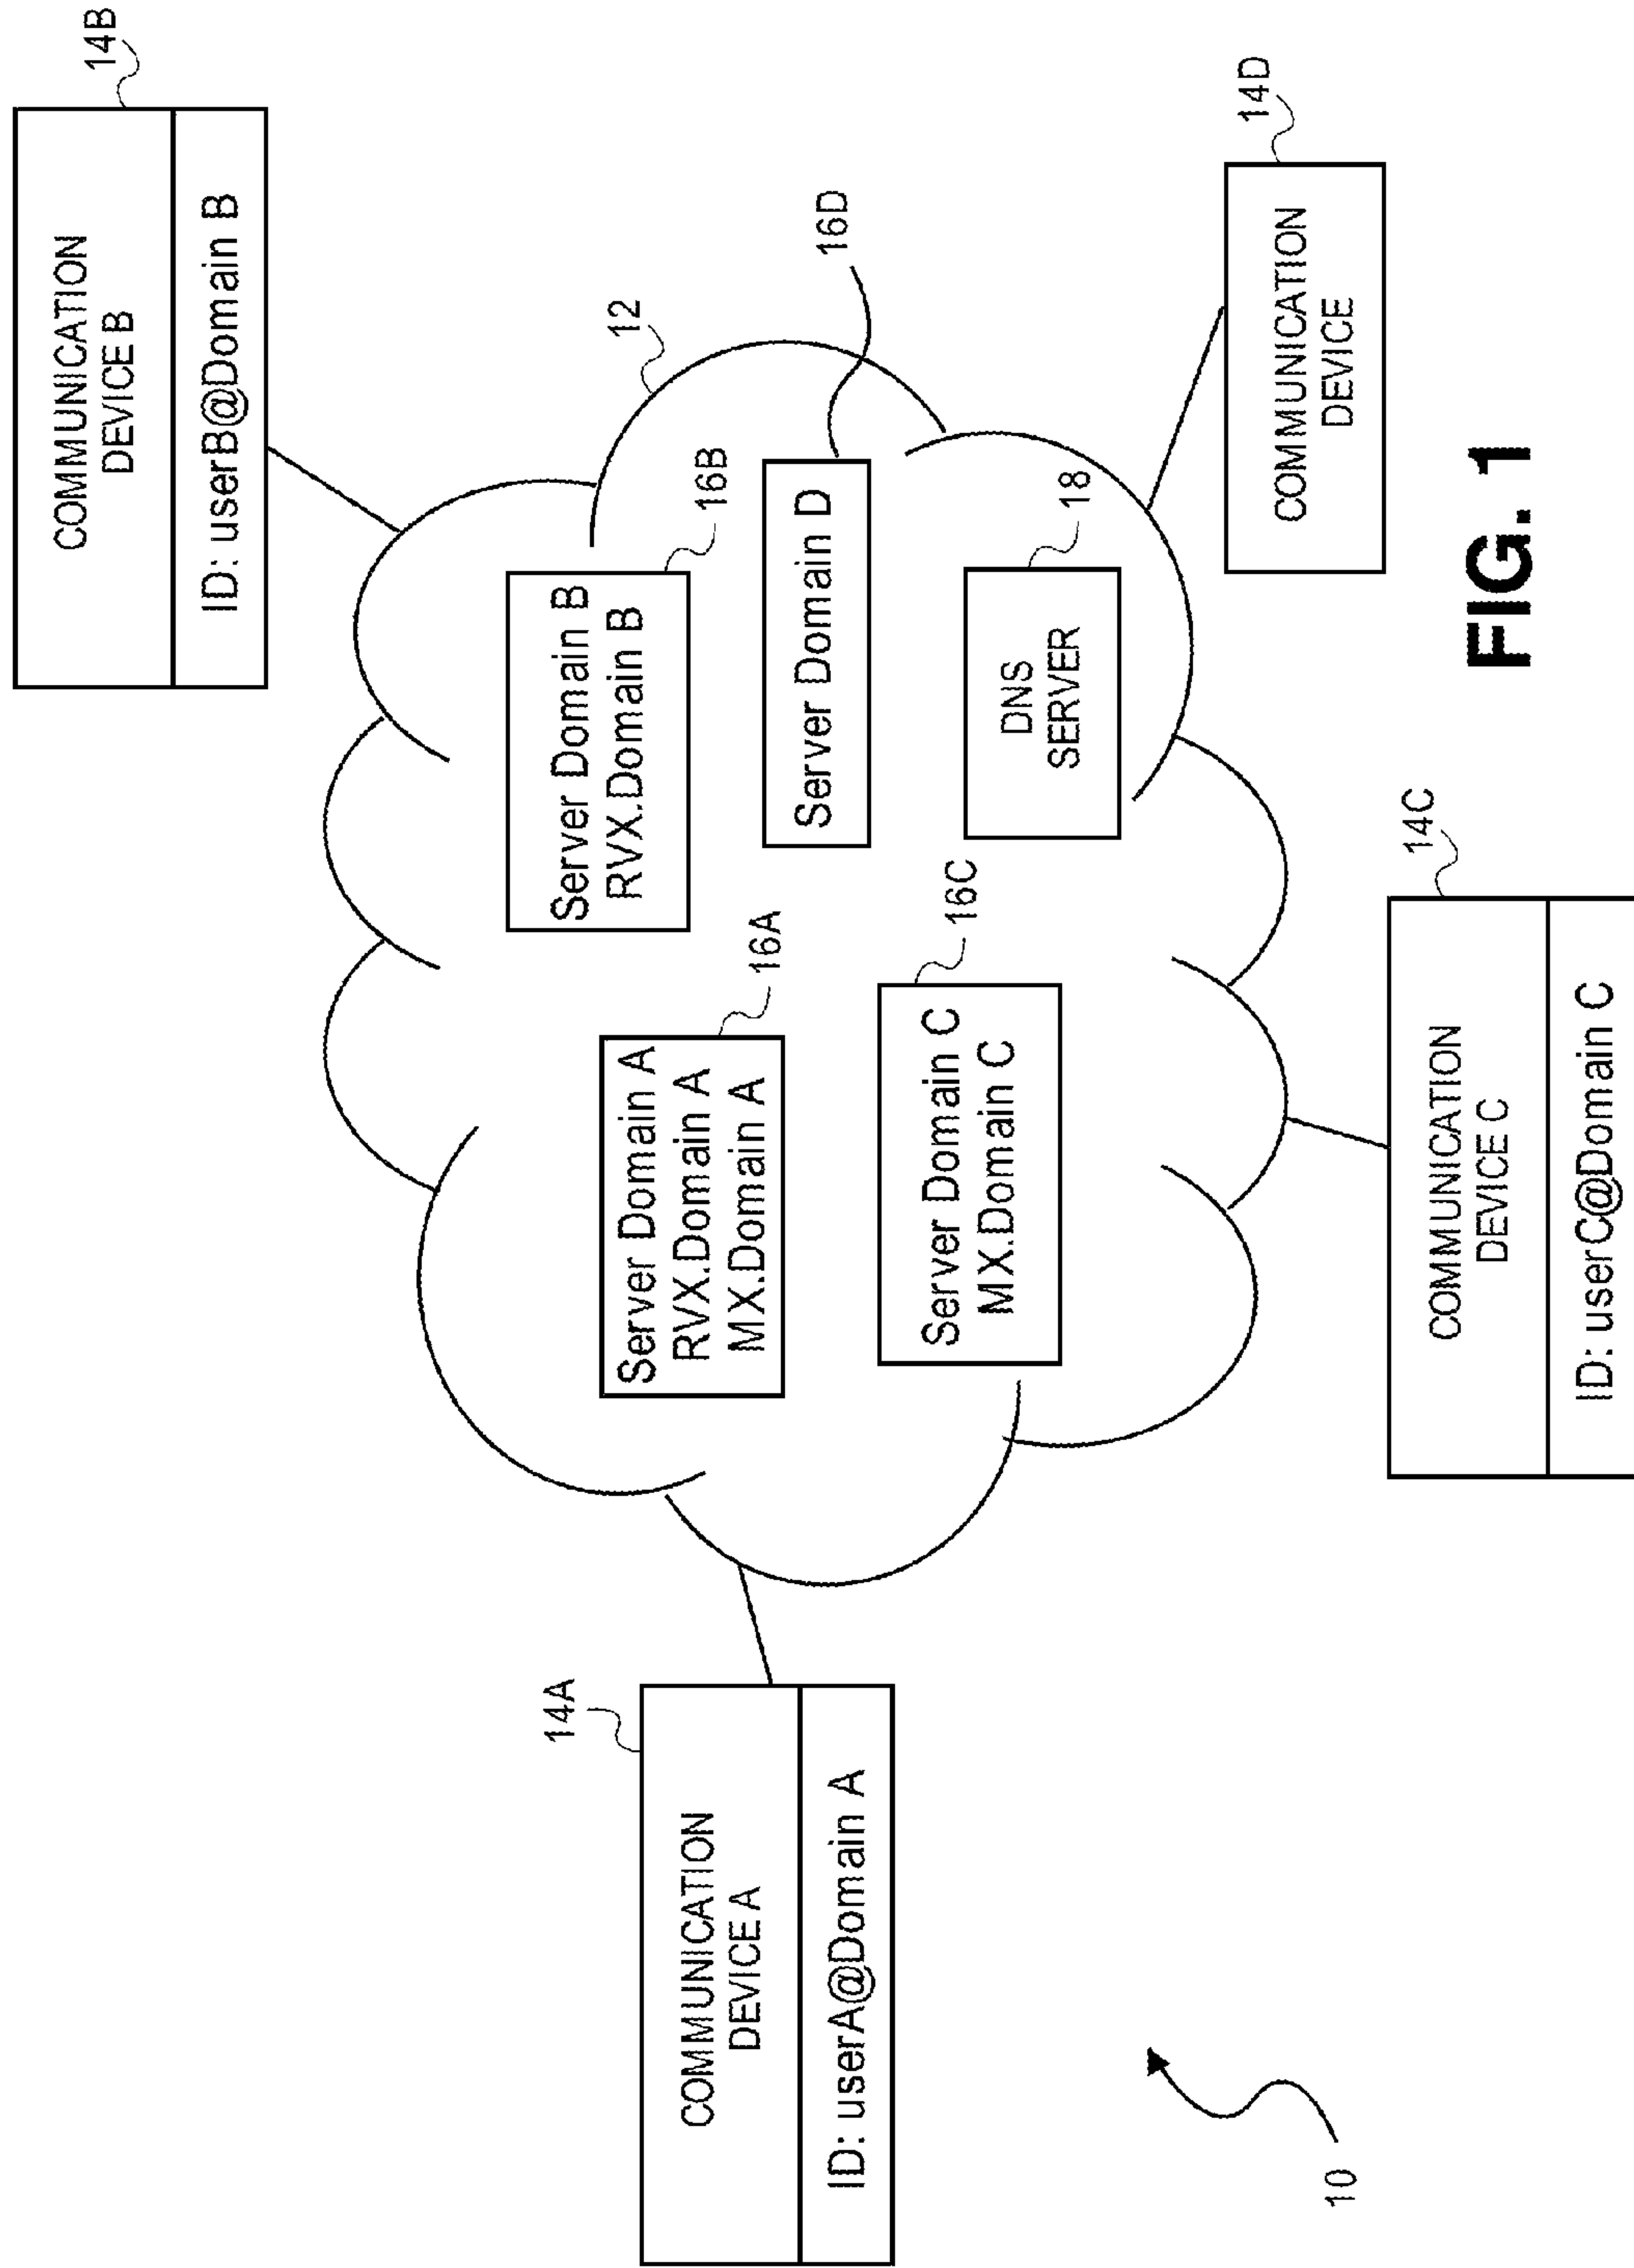 14B
COMMUNICATION
DEVICE B
ID: userB@Domain B
12
16D
14D
COMMUNICATION
DEVICE
16B
Server Domain B
RVX.Domain B
Server Domain D
18
DNS
SERVER
16A
Server Domain A
RVX.Domain A
MX.Domain A
16C
Server Domain C
MX.Domain C
14A
COMMUNICATION
DEVICE A
ID: userA@Domain A
14C
COMMUNICATION
DEVICE C
ID: userC@Domain C
10
FIG. 1